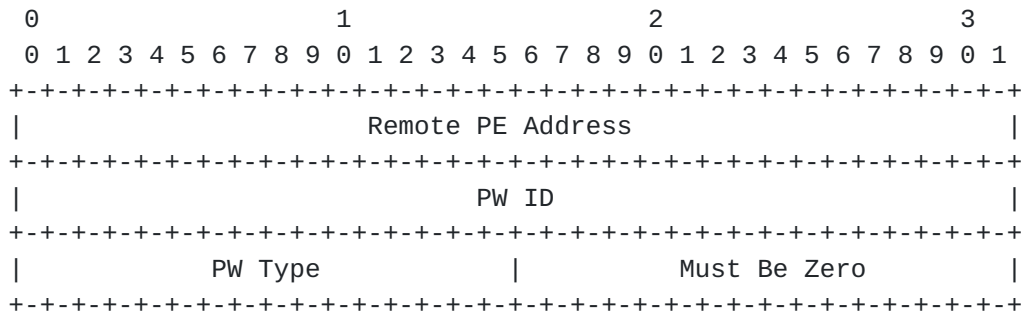 0                   1                   2                   3
 0 1 2 3 4 5 6 7 8 9 0 1 2 3 4 5 6 7 8 9 0 1 2 3 4 5 6 7 8 9 0 1
+-+-+-+-+-+-+-+-+-+-+-+-+-+-+-+-+-+-+-+-+-+-+-+-+-+-+-+-+-+-+-+-+
|                      Remote PE Address                        |
+-+-+-+-+-+-+-+-+-+-+-+-+-+-+-+-+-+-+-+-+-+-+-+-+-+-+-+-+-+-+-+-+
|                             PW ID                             |
+-+-+-+-+-+-+-+-+-+-+-+-+-+-+-+-+-+-+-+-+-+-+-+-+-+-+-+-+-+-+-+-+
|            PW Type            |          Must Be Zero         |
+-+-+-+-+-+-+-+-+-+-+-+-+-+-+-+-+-+-+-+-+-+-+-+-+-+-+-+-+-+-+-+-+